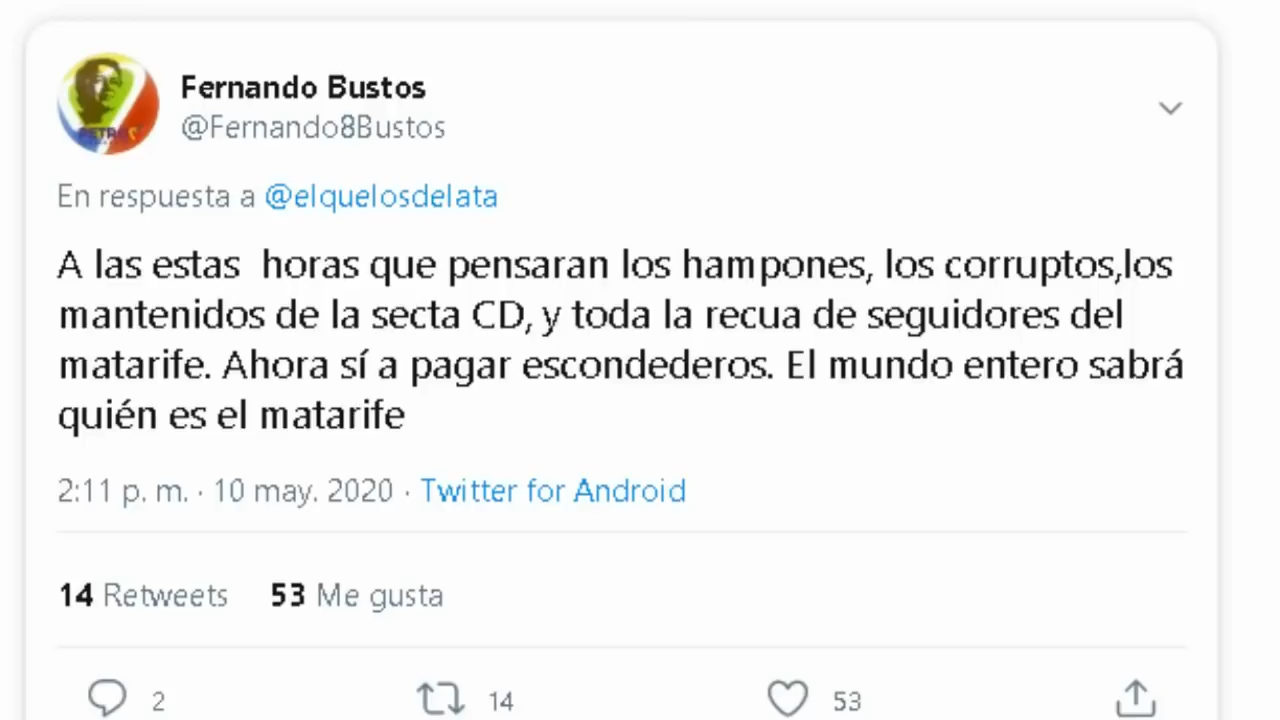 PETRO
Fernando Bustos
@Fernando8Bustos
En respuesta a @elquelosdelata
A las estas  horas que pensaran los hampones, los corruptos,los
mantenidos de la secta CD, y toda la recua de seguidores del
matarife. Ahora sí a pagar escondederos. El mundo entero sabrá
quién es el matarife
2:11 p. m. · 10 may. 2020 · Twitter for Android
14 Retweets 53 Me gusta
2 14 53